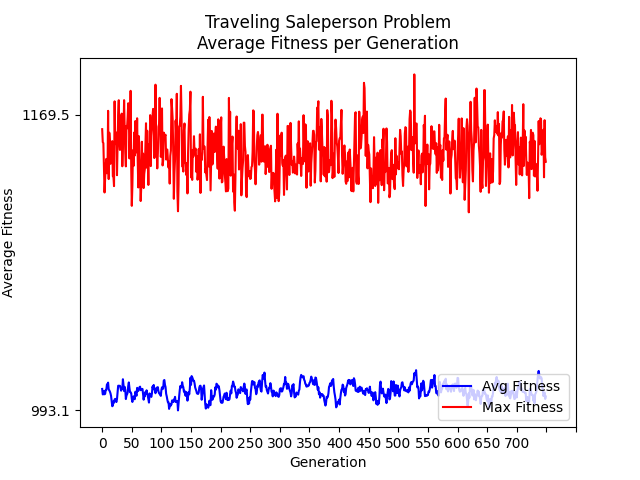 Traveling Saleperson Problem
Average Fitness per Generation
1169.5
Average Fitness
993.1
Avg Fitness
Max Fitness
0 50 100 150 200 250 300 350 400 450 500 550 600 650 700
Generation